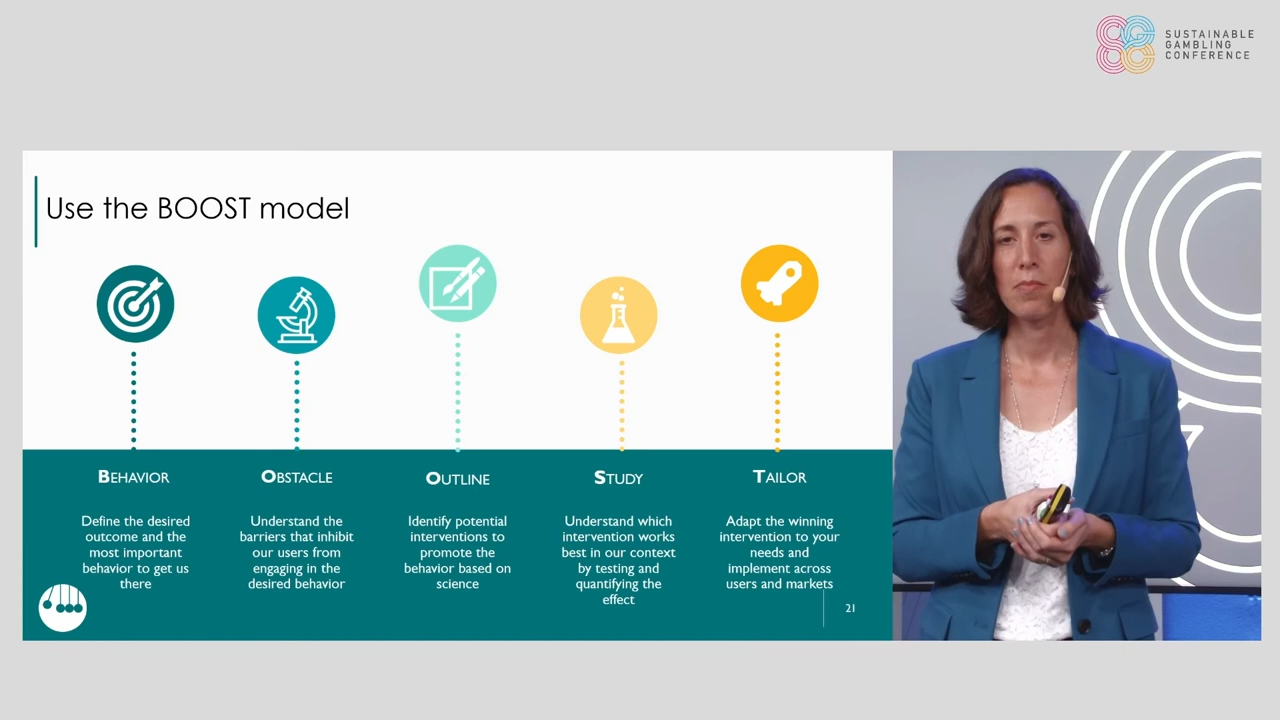 SUSTAINABLE
GAMBLING
CONFERENCE
Use the BOOST model
BEHAVIOR
Define the desired
outcome and the
most important
behavior to get us
there
OBSTACLE
Understand the
barriers that inhibit
our users from
engaging in the
desired behavior
OUTLINE
Identify potential
interventions to
promote the
behavior based on
science
STUDY
Understand which
intervention works
best in our context
by testing and
quantifying the
effect
TAILOR
Adapt the winning
intervention to your
needs and
implement across
users and markets
21